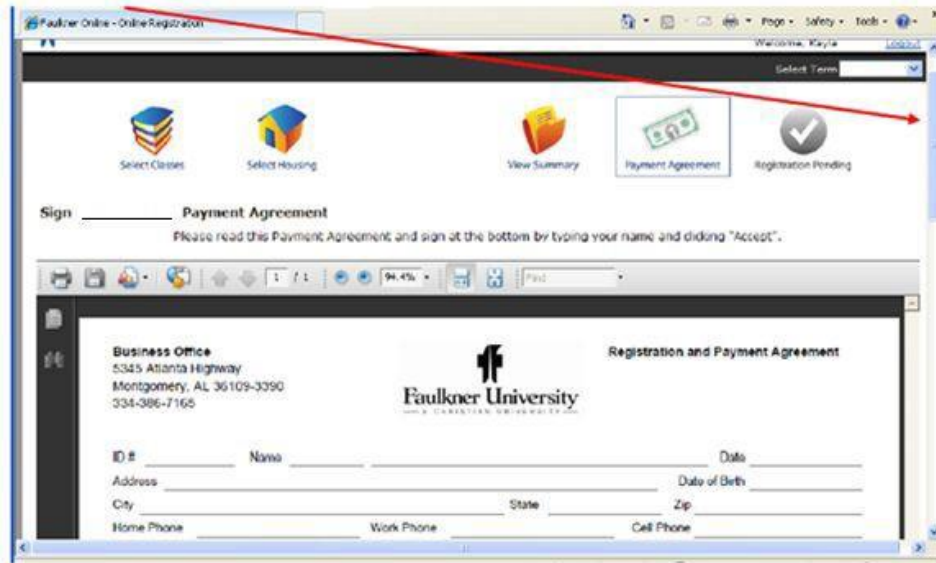 Faulkner Online - Online Registration
Page Safety Tools
Welcome, Kayla Logout
Select Term
Select Classes Select Housing View Summary Payment Agreement Registration Pending
Sign ____________ Payment Agreement
Please read this Payment Agreement and sign at the bottom by typing your name and clicking "Accept".
1 / 1 94.4% Find
Business Office Registration and Payment Agreement
5345 Atlanta Highway
Montgomery, AL 36109-3390
334-386-7165
Faulkner University
A CHRISTIAN UNIVERSITY
ID # Name Date
Address Date of Birth
City State Zip
Home Phone Work Phone Cell Phone